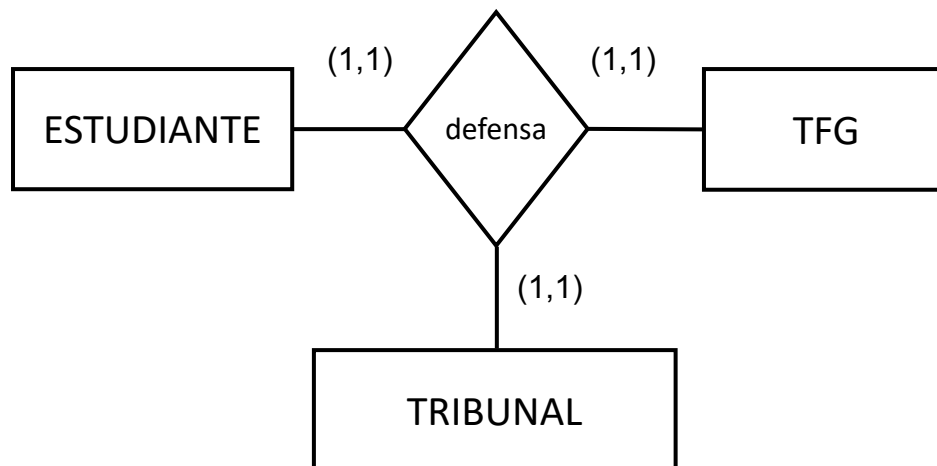 (1,1)
(1,1)
ESTUDIANTE
defensa
TFG
(1,1)
TRIBUNAL